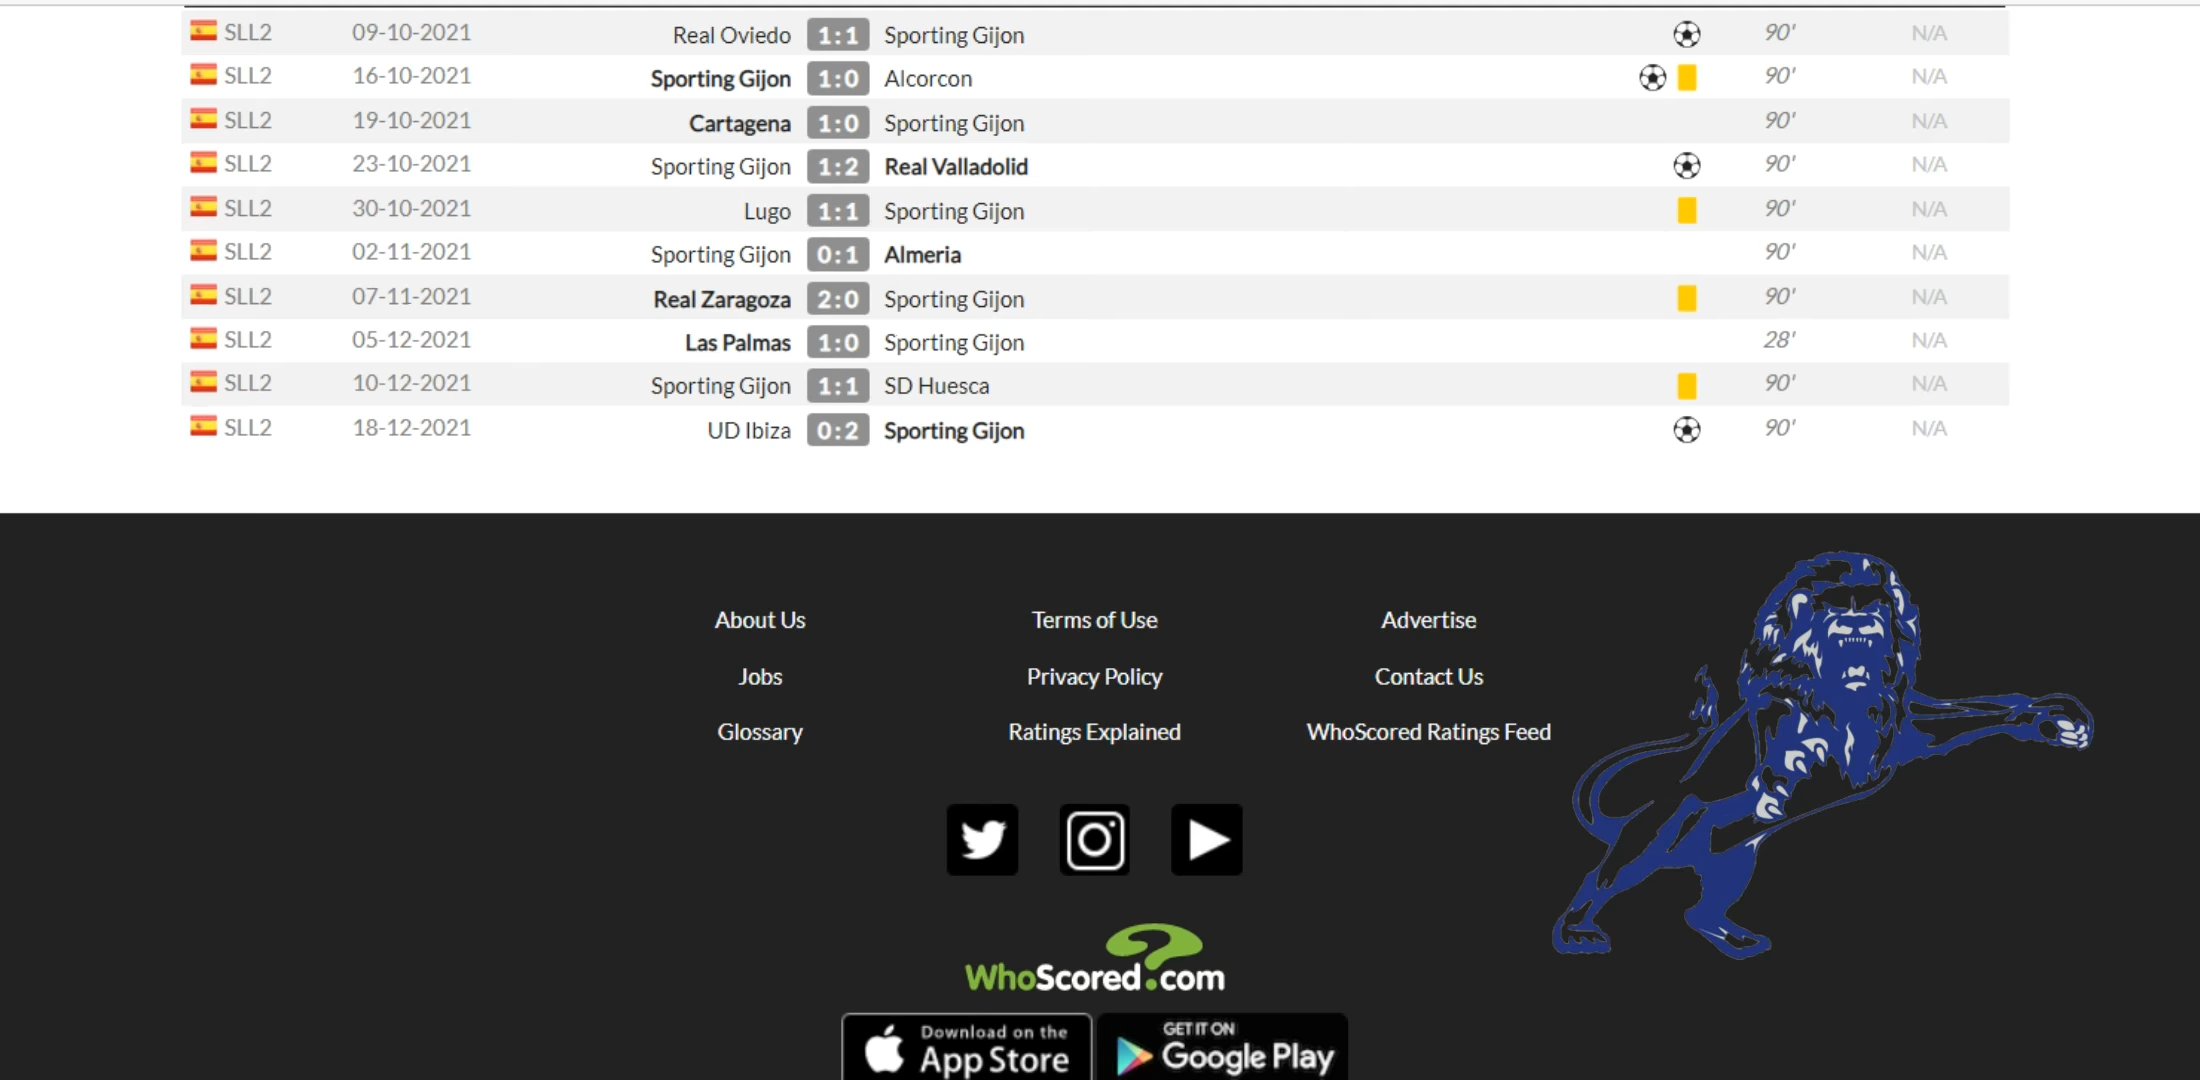 SLL2 09-10-2021 Real Oviedo 1:1 Sporting Gijon 90' N/A
SLL2 16-10-2021 Sporting Gijon 1:0 Alcorcon 90' N/A
SLL2 19-10-2021 Cartagena 1:0 Sporting Gijon 90' N/A
SLL2 23-10-2021 Sporting Gijon 1:2 Real Valladolid 90' N/A
SLL2 30-10-2021 Lugo 1:1 Sporting Gijon 90' N/A
SLL2 02-11-2021 Sporting Gijon 0:1 Almeria 90' N/A
SLL2 07-11-2021 Real Zaragoza 2:0 Sporting Gijon 90' N/A
SLL2 05-12-2021 Las Palmas 1:0 Sporting Gijon 28' N/A
SLL2 10-12-2021 Sporting Gijon 1:1 SD Huesca 90' N/A
SLL2 18-12-2021 UD Ibiza 0:2 Sporting Gijon 90' N/A
About Us Terms of Use Advertise
Jobs Privacy Policy Contact Us
Glossary Ratings Explained WhoScored Ratings Feed
WhoScored.com
Download on the
App Store
GET IT ON
Google Play